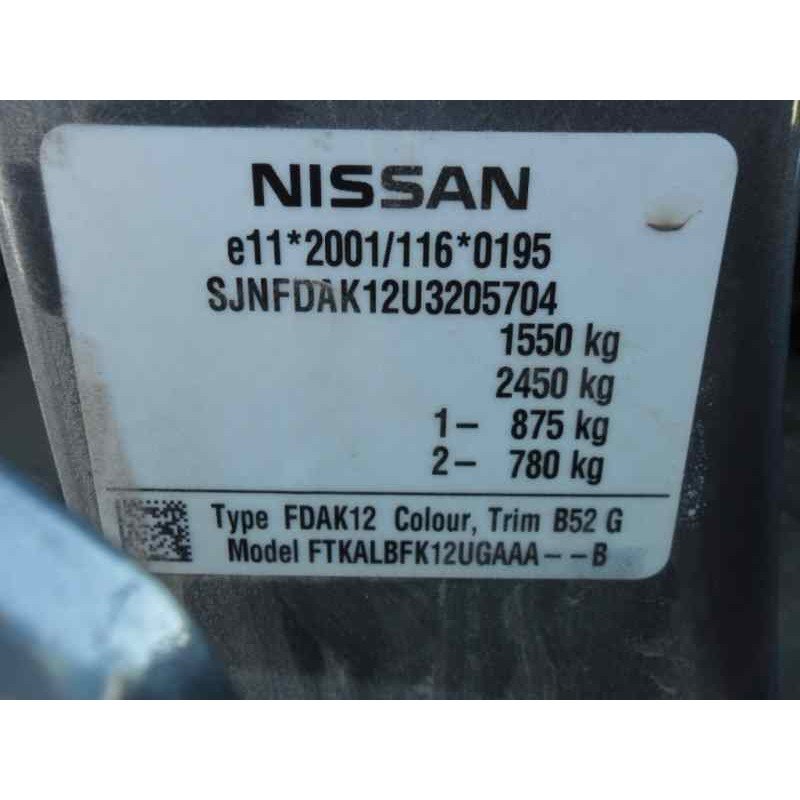 NISSAN
e11*2001/116*0195
SJNFDAK12U3205704
1550 kg
2450 kg
1- 875 kg
2- 780 kg
Type FDAK12 Colour, Trim B52 G
Model FTKALBFK12UGAAA--B